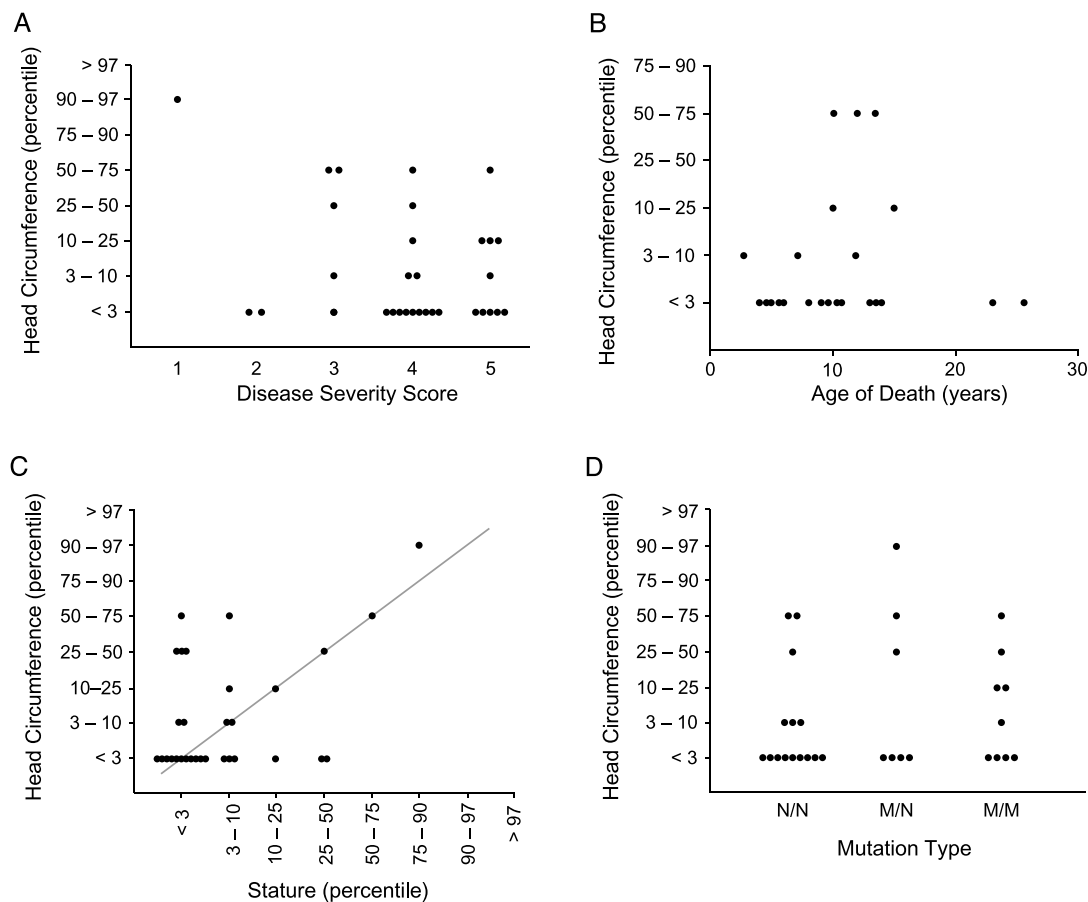 A
Head Circumference (percentile)
> 97
90 – 97
75 – 90
50 – 75
25 – 50
10 – 25
3 – 10
< 3
1 2 3 4 5
Disease Severity Score
B
Head Circumference (percentile)
75 – 90
50 – 75
25 – 50
10 – 25
3 – 10
< 3
0 10 20 30
Age of Death (years)
C
Head Circumference (percentile)
> 97
90 – 97
75 – 90
50 – 75
25 – 50
10–25
3 – 10
< 3
< 3
3 – 10
10 – 25
25 – 50
50 – 75
75 – 90
90 – 97
> 97
Stature (percentile)
D
Head Circumference (percentile)
> 97
90 – 97
75 – 90
50 – 75
25 – 50
10 – 25
3 – 10
< 3
N/N M/N M/M
Mutation Type